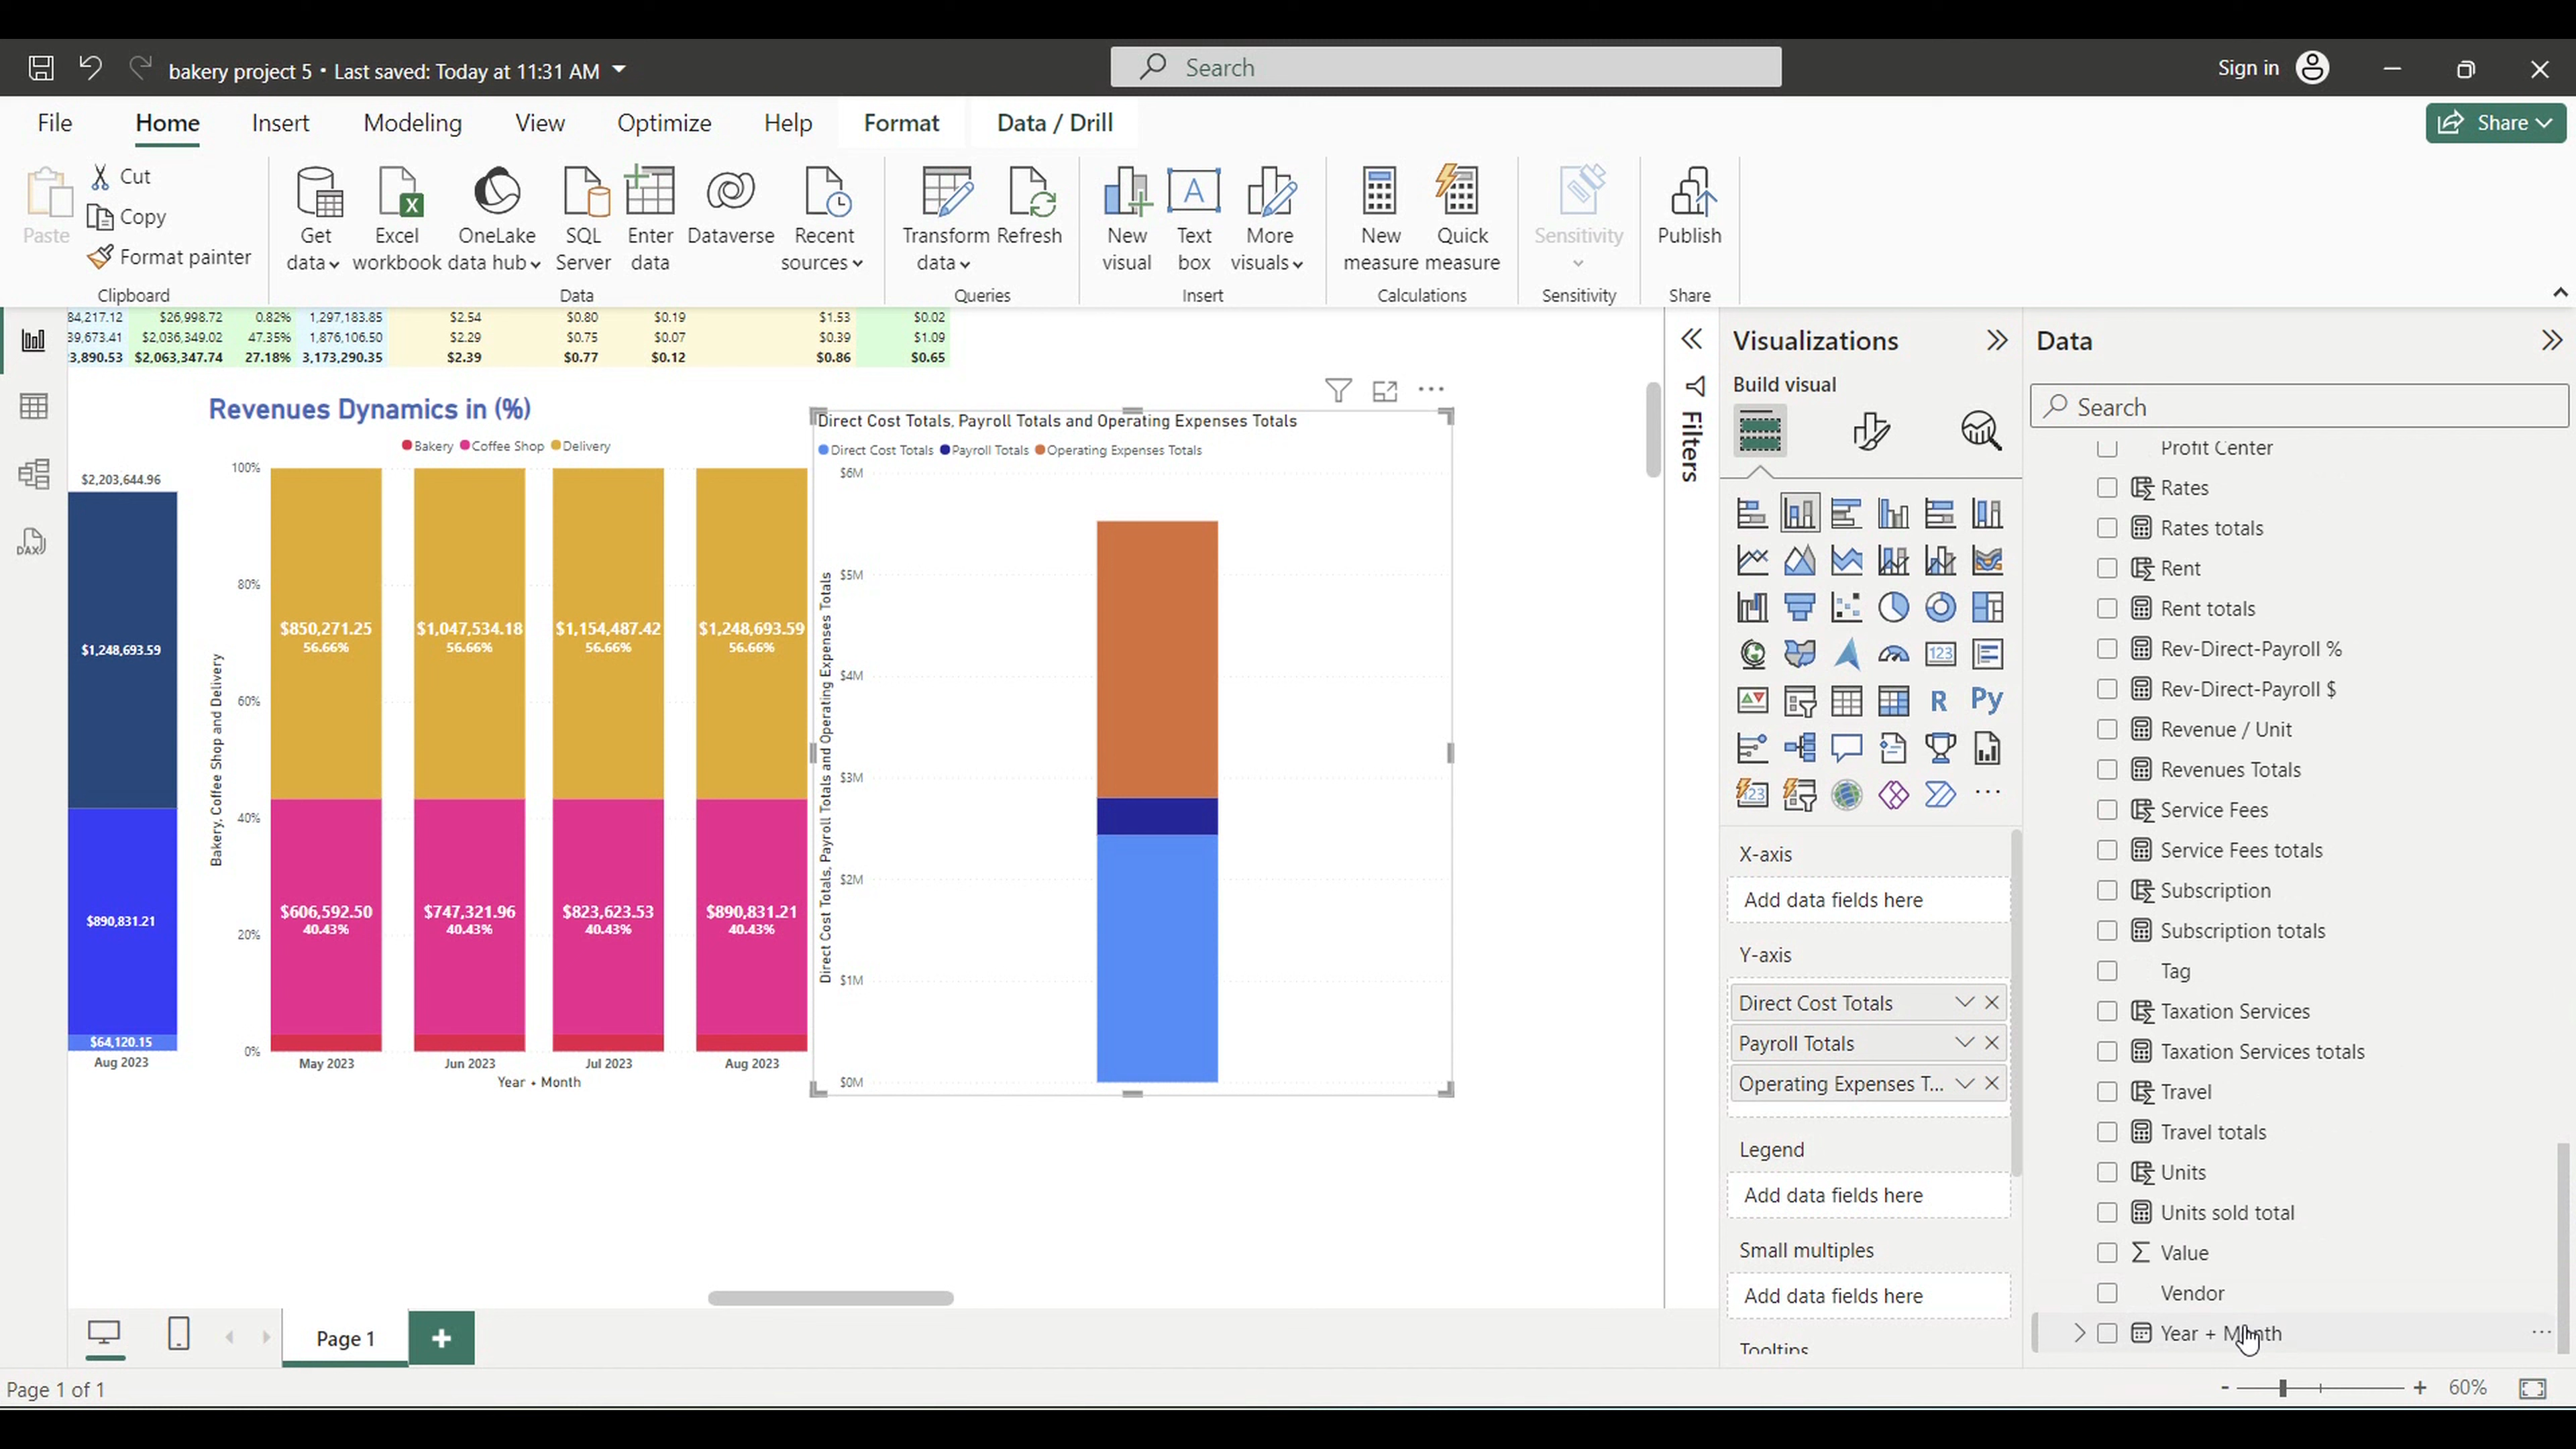 bakery project 5 • Last saved: Today at 11:31 AM
Search
Sign in
File Home Insert Modeling View Optimize Help Format Data / Drill
Share
Paste
Cut
Copy
Format painter
Clipboard
Get data
Excel workbook
OneLake data hub
SQL Server
Enter data
Dataverse
Recent sources
Data
Transform data
Refresh
Queries
New visual
Text box
More visuals
Insert
New measure
Quick measure
Calculations
Sensitivity
Sensitivity
Publish
Share
84,217.12 $26,998.72 0.82% 1,297,183.85 $2.54 $0.80 $0.19 $1.53 $0.02
39,673.41 $2,036,349.02 47.35% 1,876,106.50 $2.29 $0.75 $0.07 $0.39 $1.09
3,890.53 $2,063,347.74 27.18% 3,173,290.35 $2.39 $0.77 $0.12 $0.86 $0.65
$2,203,644.96
$1,248,693.59
$890,831.21
$64,120.15
Aug 2023
Revenues Dynamics in (%)
Bakery Coffee Shop Delivery
Bakery, Coffee Shop and Delivery
100%
80%
60%
40%
20%
0%
$850,271.25 $1,047,534.18 $1,154,487.42 $1,248,693.59
56.66% 56.66% 56.66% 56.66%
$606,592.50 $747,321.96 $823,623.53 $890,831.21
40.43% 40.43% 40.43% 40.43%
May 2023 Jun 2023 Jul 2023 Aug 2023
Year • Month
Direct Cost Totals, Payroll Totals and Operating Expenses Totals
Direct Cost Totals Payroll Totals Operating Expenses Totals
Direct Cost Totals, Payroll Totals and Operating Expenses Totals
$6M
$5M
$4M
$3M
$2M
$1M
$0M
Filters
Visualizations
Build visual
123
R
Py
123
X-axis
Add data fields here
Y-axis
Direct Cost Totals
Payroll Totals
Operating Expenses T...
Legend
Add data fields here
Small multiples
Add data fields here
Tooltips
Data
Search
Profit Center
Rates
Rates totals
Rent
Rent totals
Rev-Direct-Payroll %
Rev-Direct-Payroll $
Revenue / Unit
Revenues Totals
Service Fees
Service Fees totals
Subscription
Subscription totals
Tag
Taxation Services
Taxation Services totals
Travel
Travel totals
Units
Units sold total
Value
Vendor
Year + Month
DAX
Page 1
Page 1 of 1
60%